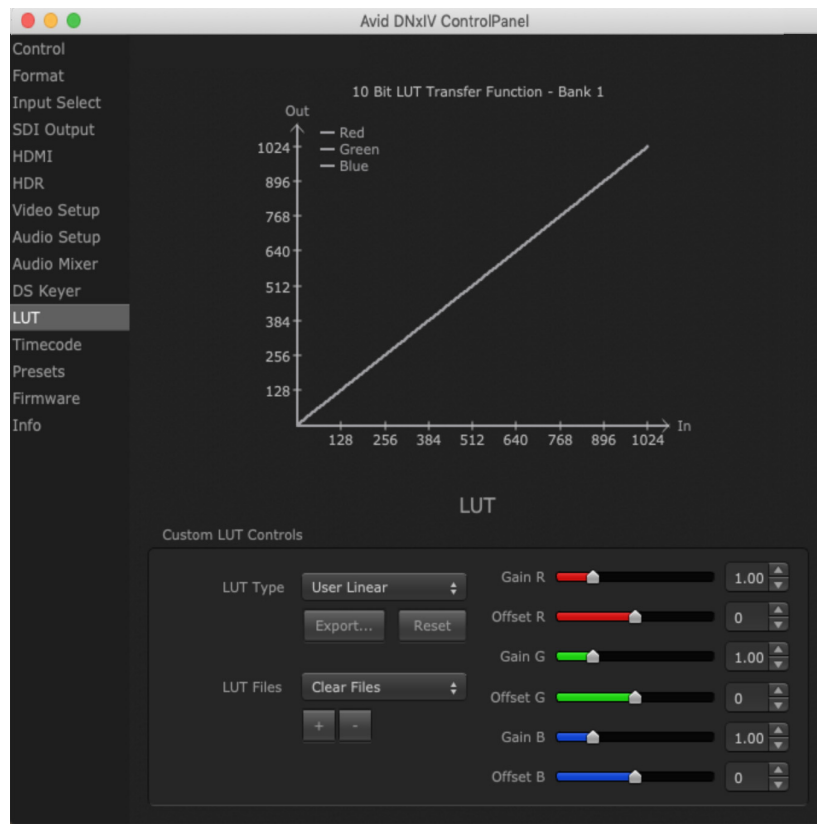 Avid DNxIV ControlPanel
Control
Format
Input Select
SDI Output
HDMI
HDR
Video Setup
Audio Setup
Audio Mixer
DS Keyer
LUT
Timecode
Presets
Firmware
Info
10 Bit LUT Transfer Function - Bank 1
Out
Red
Green
Blue
1024
896
768
640
512
384
256
128
128 256 384 512 640 768 896 1024
In
LUT
Custom LUT Controls
LUT Type User Linear
Export... Reset
LUT Files Clear Files
+ -
Gain R 1.00
Offset R 0
Gain G 1.00
Offset G 0
Gain B 1.00
Offset B 0